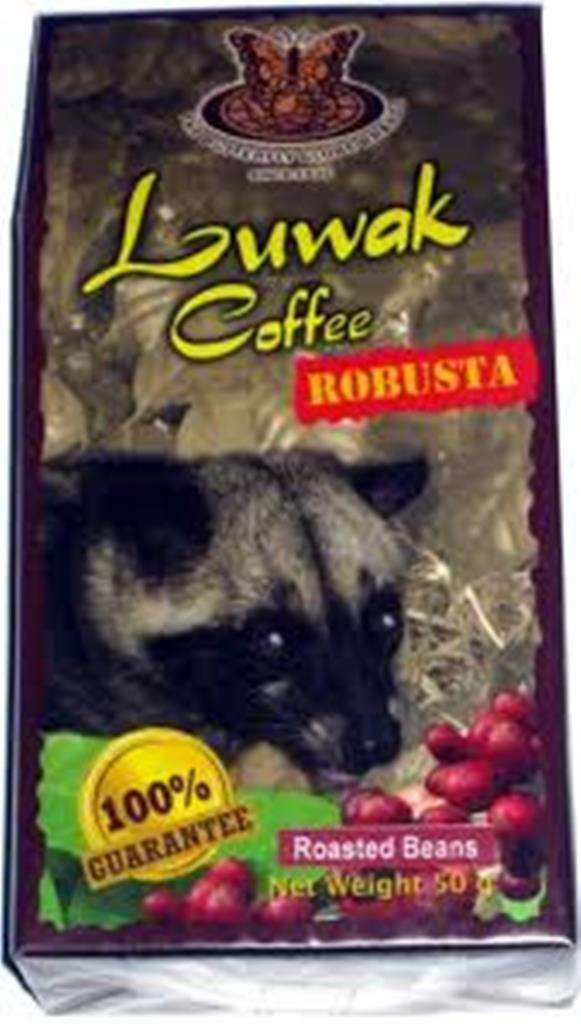 Luwak
Coffee
ROBUSTA
100%
GUARANTEE
Roasted Beans
Net Weight 50 g